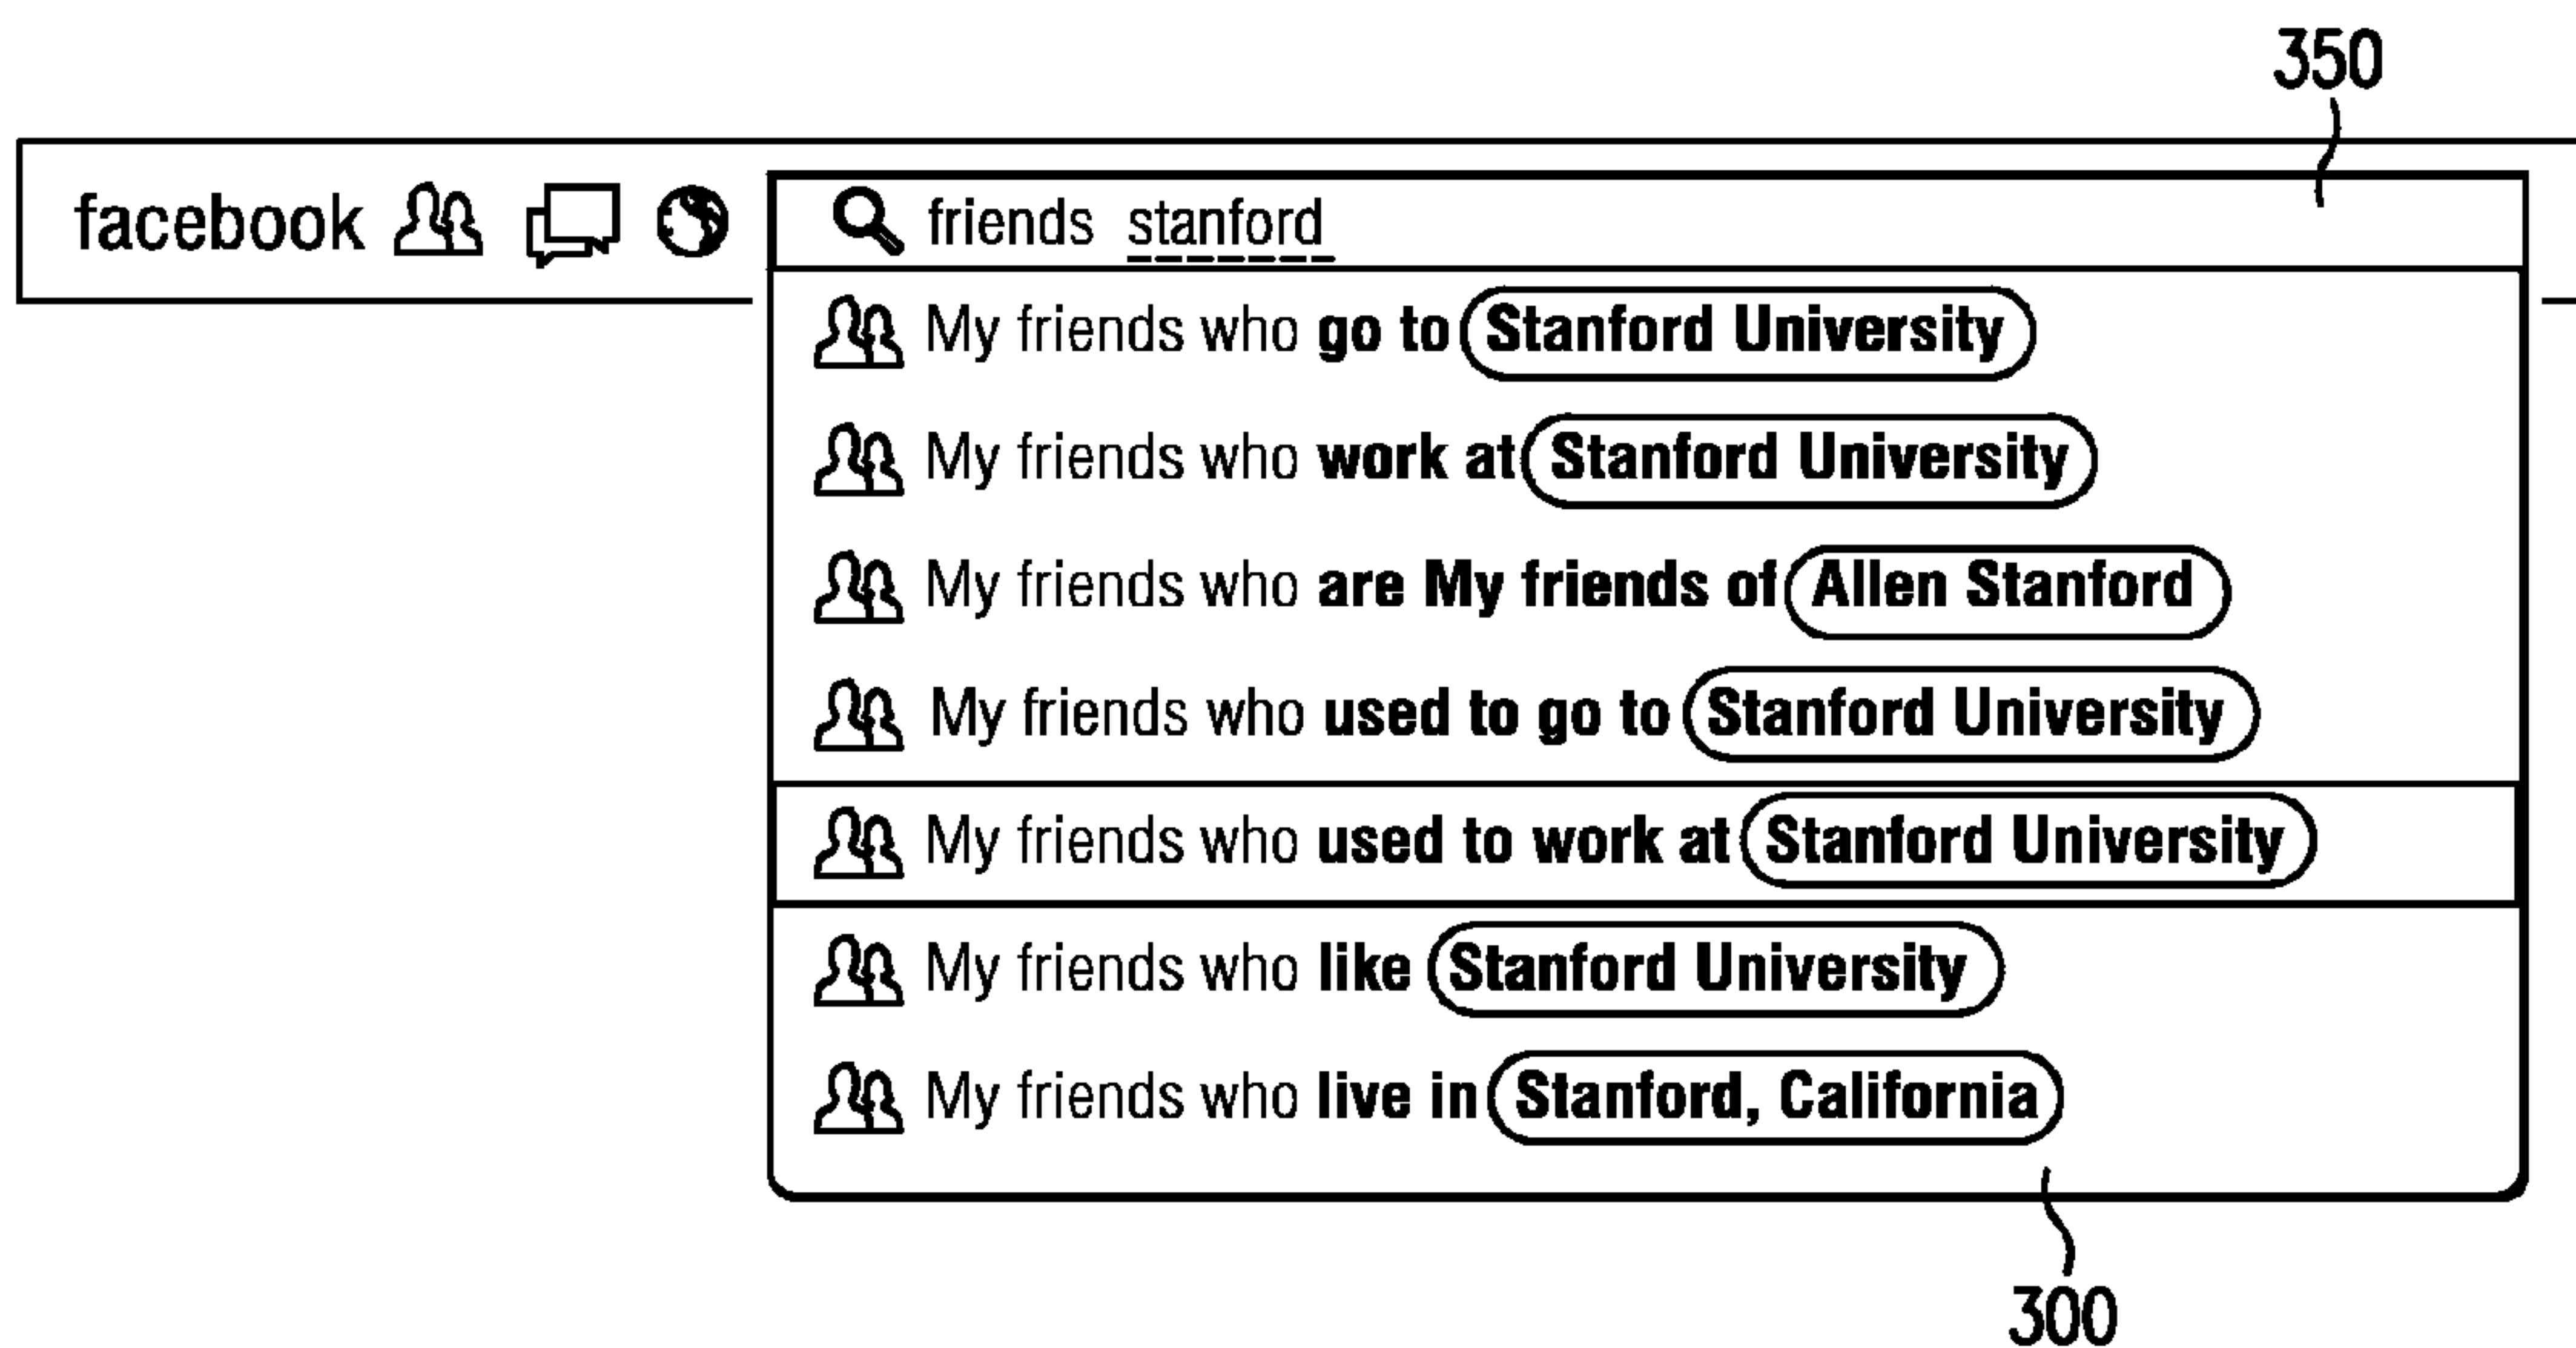 350
facebook friends stanford
My friends who go to Stanford University
My friends who work at Stanford University
My friends who are My friends of Allen Stanford
My friends who used to go to Stanford University
My friends who used to work at Stanford University
My friends who like Stanford University
My friends who live in Stanford, California
300